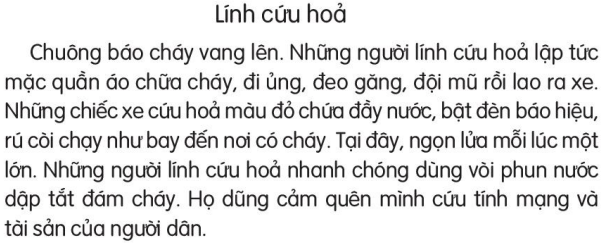 Lính cứu hoả
Chuông báo cháy vang lên. Những người lính cứu hoả lập tức
mặc quần áo chữa cháy, đi ủng, đeo găng, đội mũ rồi lao ra xe.
Những chiếc xe cứu hoả màu đỏ chứa đầy nước, bật đèn báo hiệu,
rú còi chạy như bay đến nơi có cháy. Tại đây, ngọn lửa mỗi lúc một
lớn. Những người lính cứu hoả nhanh chóng dùng vòi phun nước
dập tắt đám cháy. Họ dũng cảm quên mình cứu tính mạng và
tài sản của người dân.